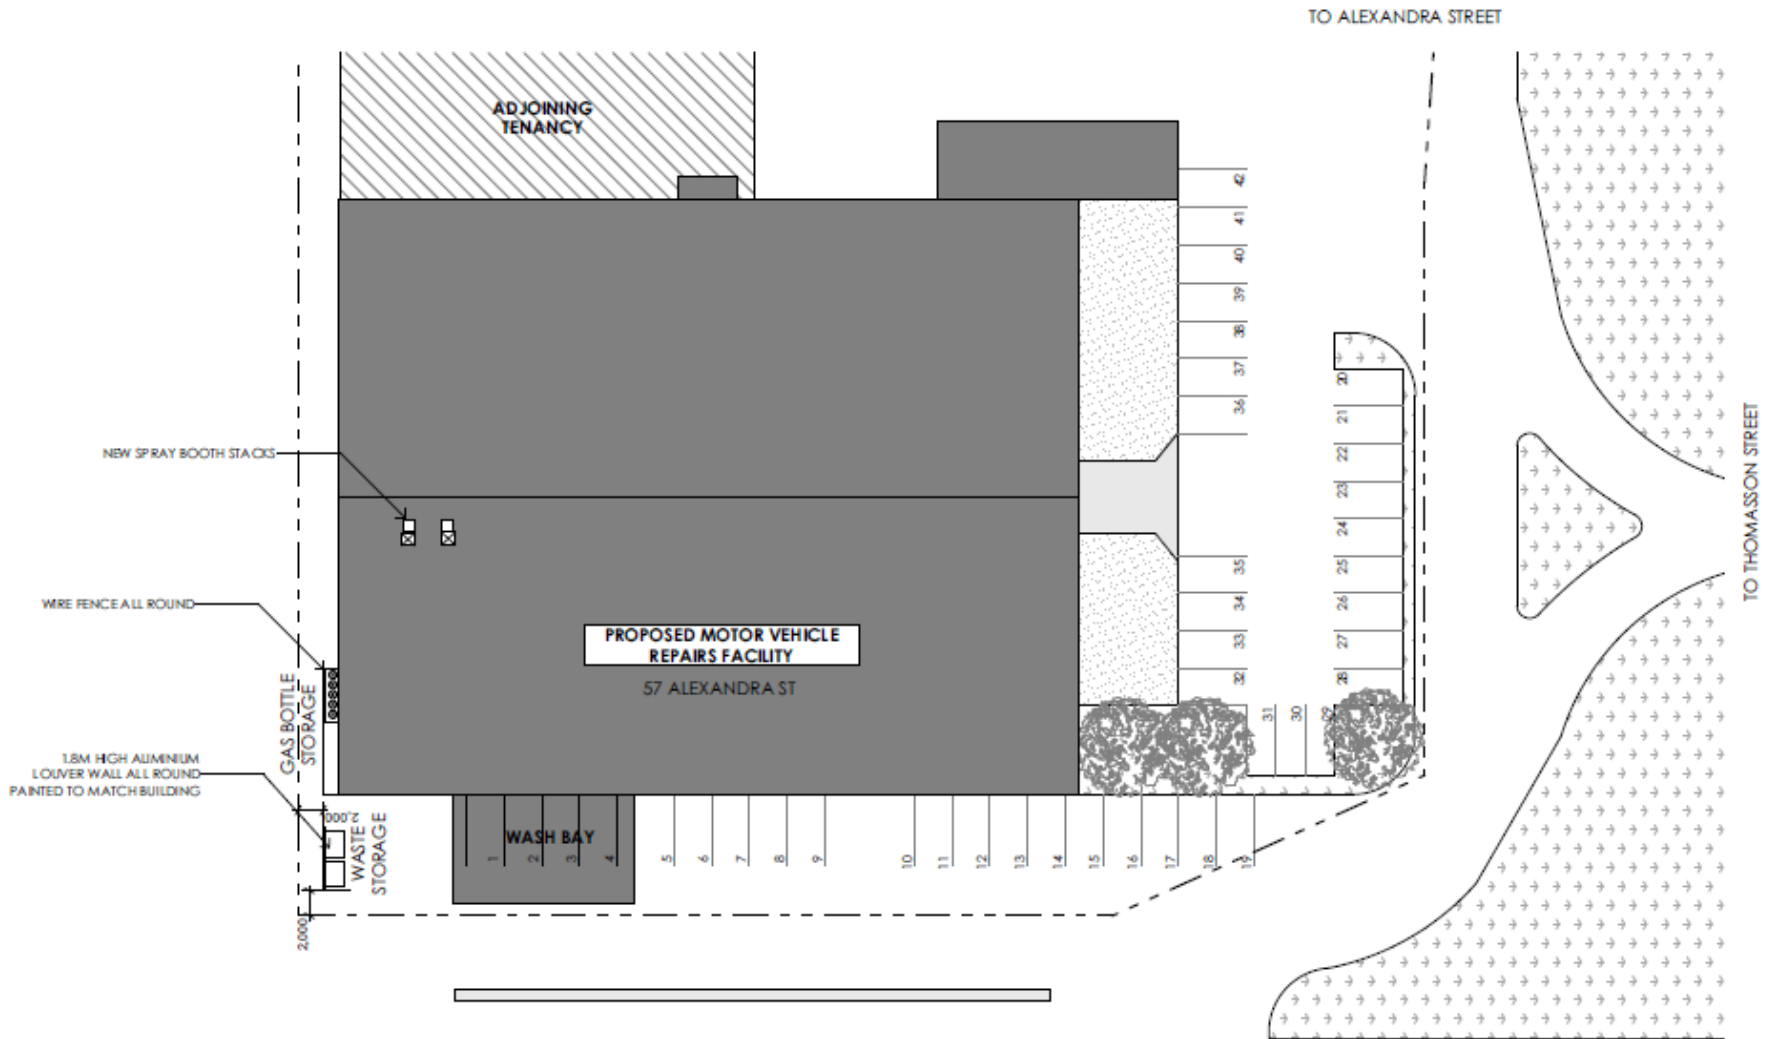 TO ALEXANDRA STREET
ADJOINING
TENANCY
42
41
40
39
38
37
36
20
21
22
23
24
25
26
27
28
TO THOMASSON STREET
NEW SPRAY BOOTH STACKS
WIRE FENCE ALL ROUND
PROPOSED MOTOR VEHICLE
REPAIRS FACILITY
57 ALEXANDRA ST
35
34
33
32
31
30
29
GAS BOTTLE
STORAGE
1.8M HIGH ALUMINIUM
LOUVER WALL ALL ROUND
PAINTED TO MATCH BUILDING
2,000
WASTE
STORAGE
WASH BAY
1
2
3
4
5
6
7
8
9
10
11
12
13
14
15
16
17
18
19
2,000